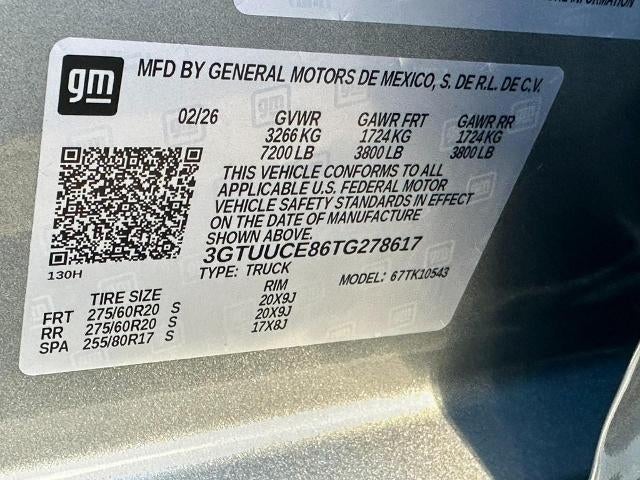 MORE INFORMATION
gm
MFD BY GENERAL MOTORS DE MEXICO, S. DE R.L. DE C.V.
02/26 GVWR GAWR FRT GAWR RR
3266 KG 1724 KG 1724 KG
7200 LB 3800 LB 3800 LB
THIS VEHICLE CONFORMS TO ALL
APPLICABLE U.S. FEDERAL MOTOR
VEHICLE SAFETY STANDARDS IN EFFECT
ON THE DATE OF MANUFACTURE
SHOWN ABOVE.
3GTUUCE86TG278617
130H
TYPE: TRUCK MODEL: 67TK10543
TIRE SIZE RIM
FRT 275/60R20 S 20X9J
RR 275/60R20 S 20X9J
SPA 255/80R17 S 17X8J